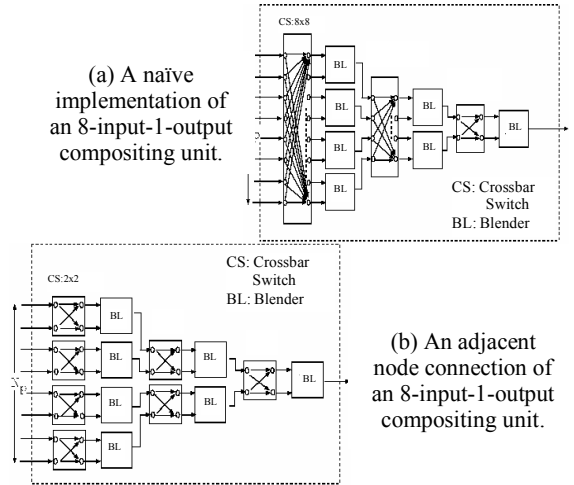 CS:8x8
(a) A naïve
implementation of
an 8-input-1-output
compositing unit.
BL
BL
BL
BL
BL
BL
BL
CS: Crossbar
Switch
BL: Blender
CS: Crossbar
Switch
BL: Blender
CS:2x2
BL
BL
BL
BL
BL
BL
BL
(b) An adjacent
node connection of
an 8-input-1-output
compositing unit.